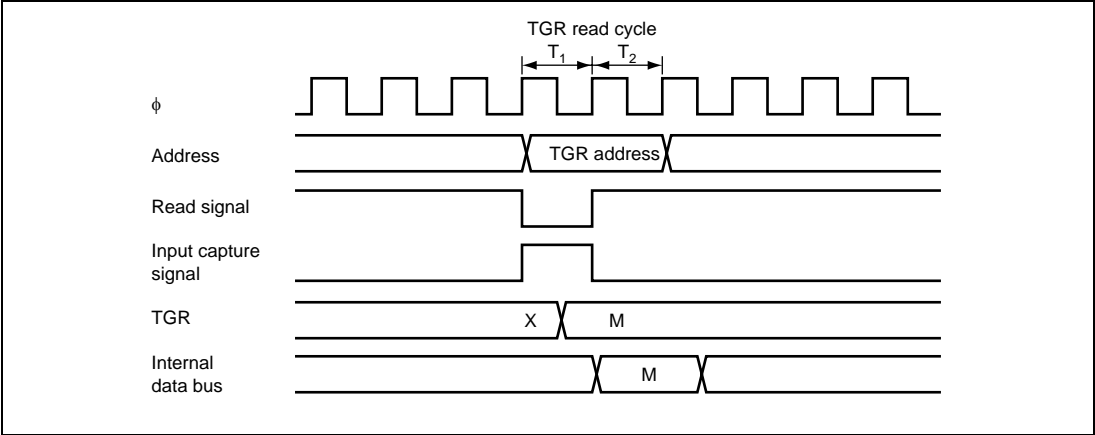 TGR read cycle
T1 T2
ϕ
Address TGR address
Read signal
Input capture
signal
TGR X M
Internal
data bus M